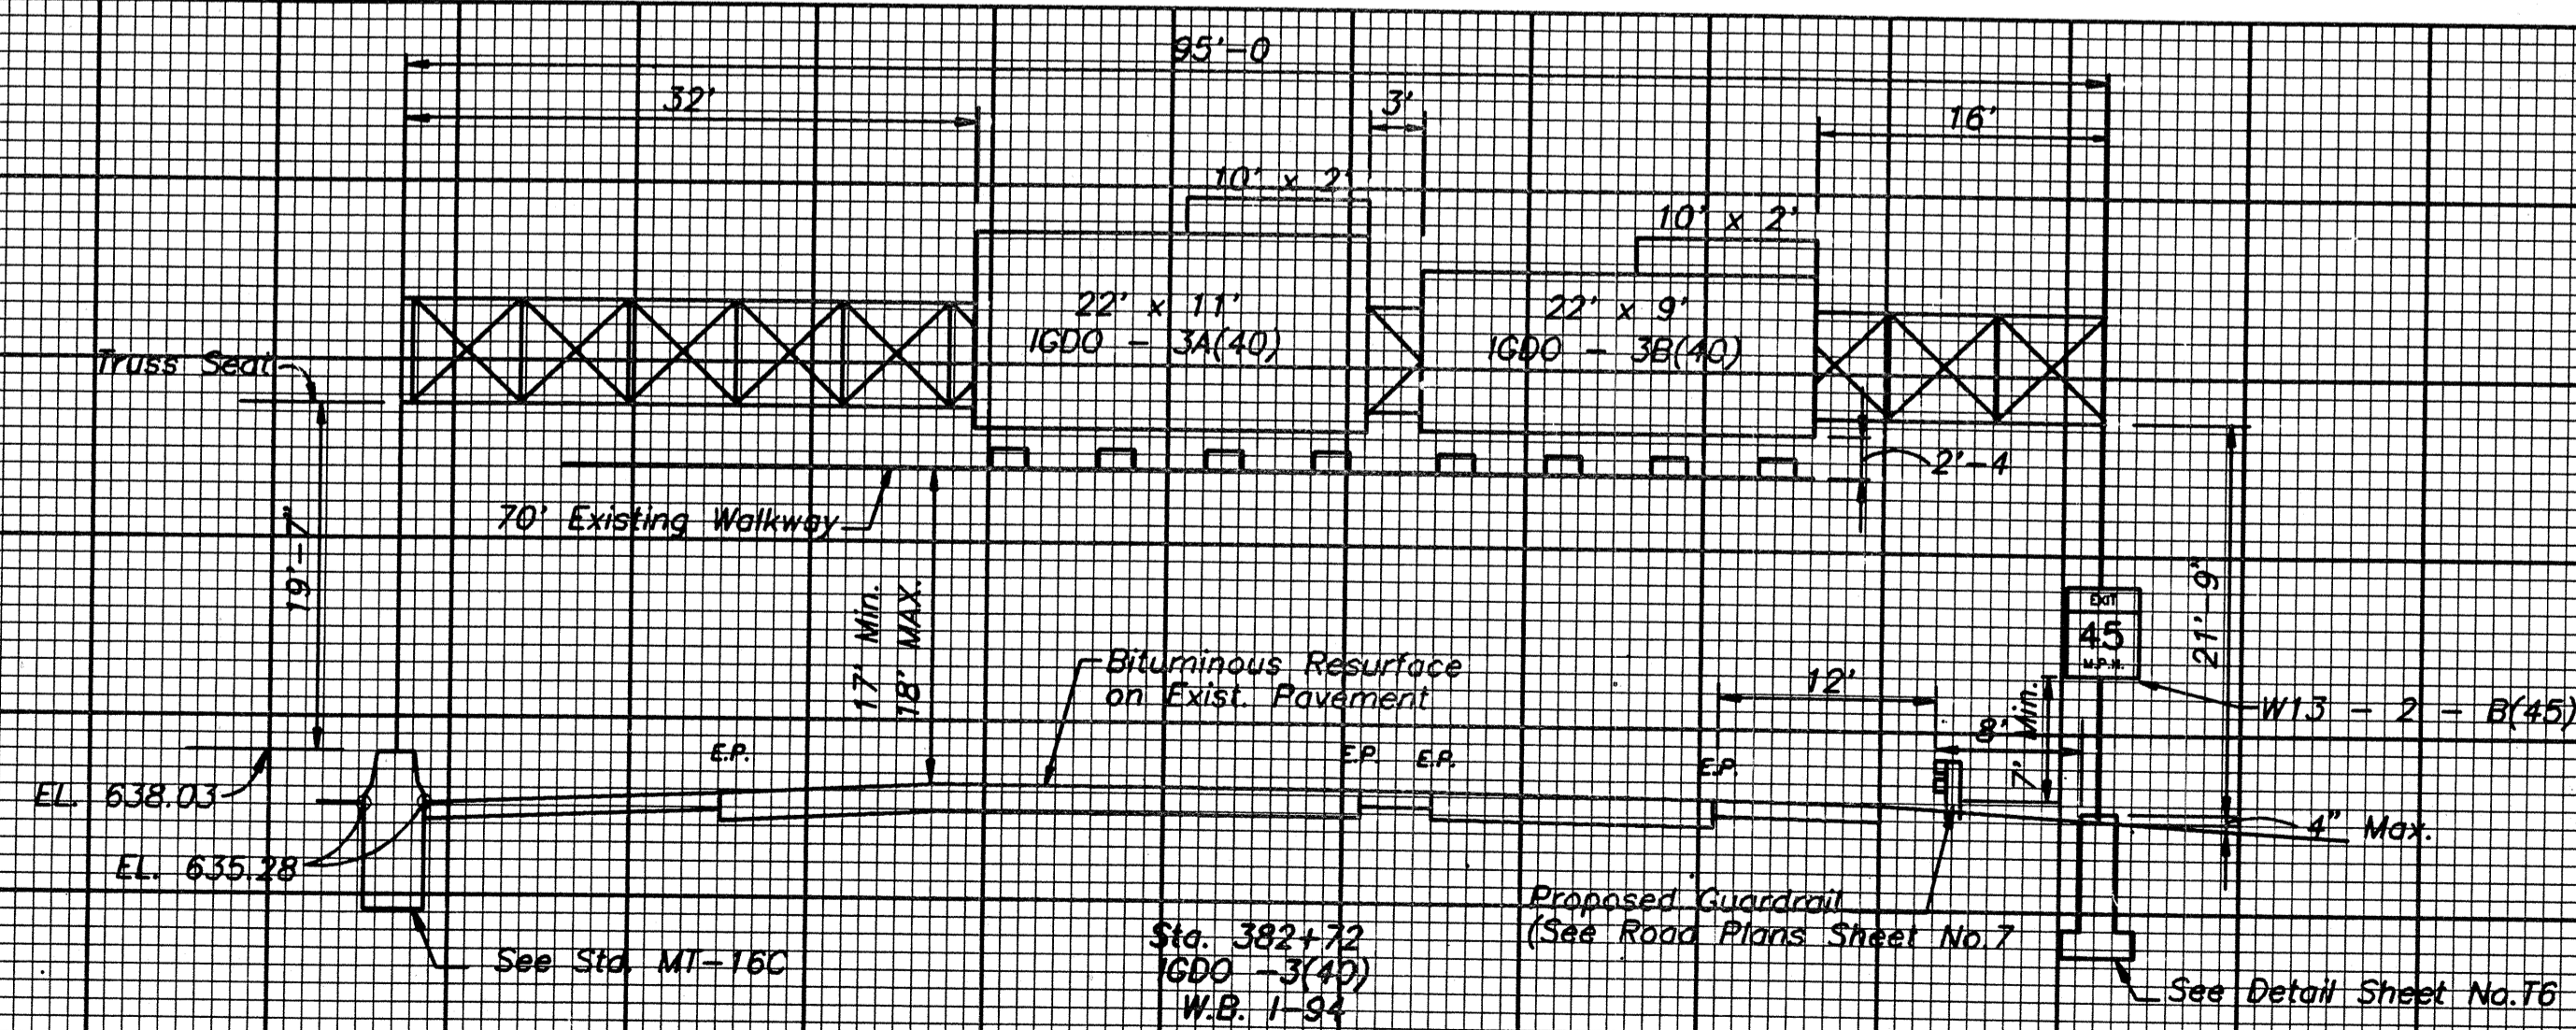 95'-0
32'
3'
16'
10' x 2'
10' x 2'
22' x 11'
IGDO - 3A(40)
22' x 9'
IGDO - 3B(40)
Truss Seat
2'-4
70' Existing Walkway
19'-7"
17' Min.
18' MAX.
21'-9"
EXIT
45
M.P.H.
Bituminous Resurface
on Exist. Pavement
12'
W13 - 2 - B(45)
8'
7' Min.
E.P.
E.P.
E.P.
E.P.
EL. 638.03
4" Max.
EL. 635.28
Proposed Guardrail
(See Road Plans Sheet No.7
Sta. 382+72
IGDO -3(40)
W.B. I-94
See Std. MT-16C
See Detail Sheet No.T6